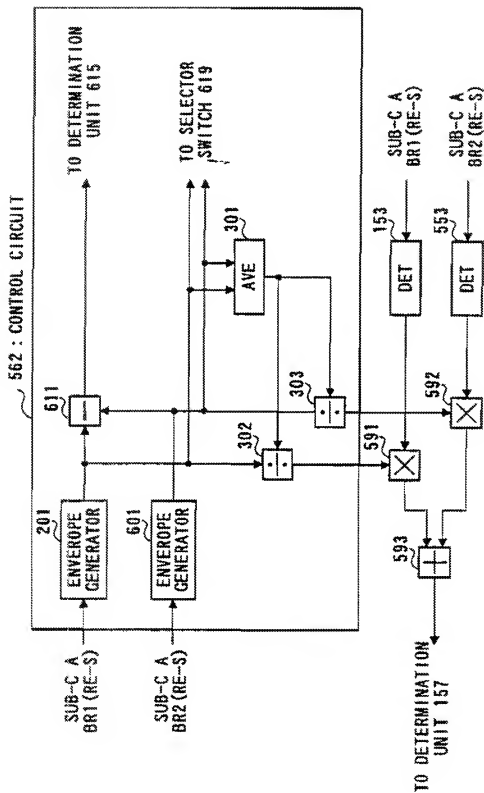 562 : CONTROL CIRCUIT
SUB-C A
BR1(RE-S)
201
ENVEROPE
GENERATOR
611
−
TO DETERMINATION
UNIT 615
SUB-C A
BR2(RE-S)
601
ENVEROPE
GENERATOR
TO SELECTOR
SWITCH 619
301
AVE
302
÷
303
÷
591
×
592
×
593
+
153
DET
SUB-C A
BR1(RE-S)
553
DET
SUB-C A
BR2(RE-S)
TO DETERMINATION
UNIT 157